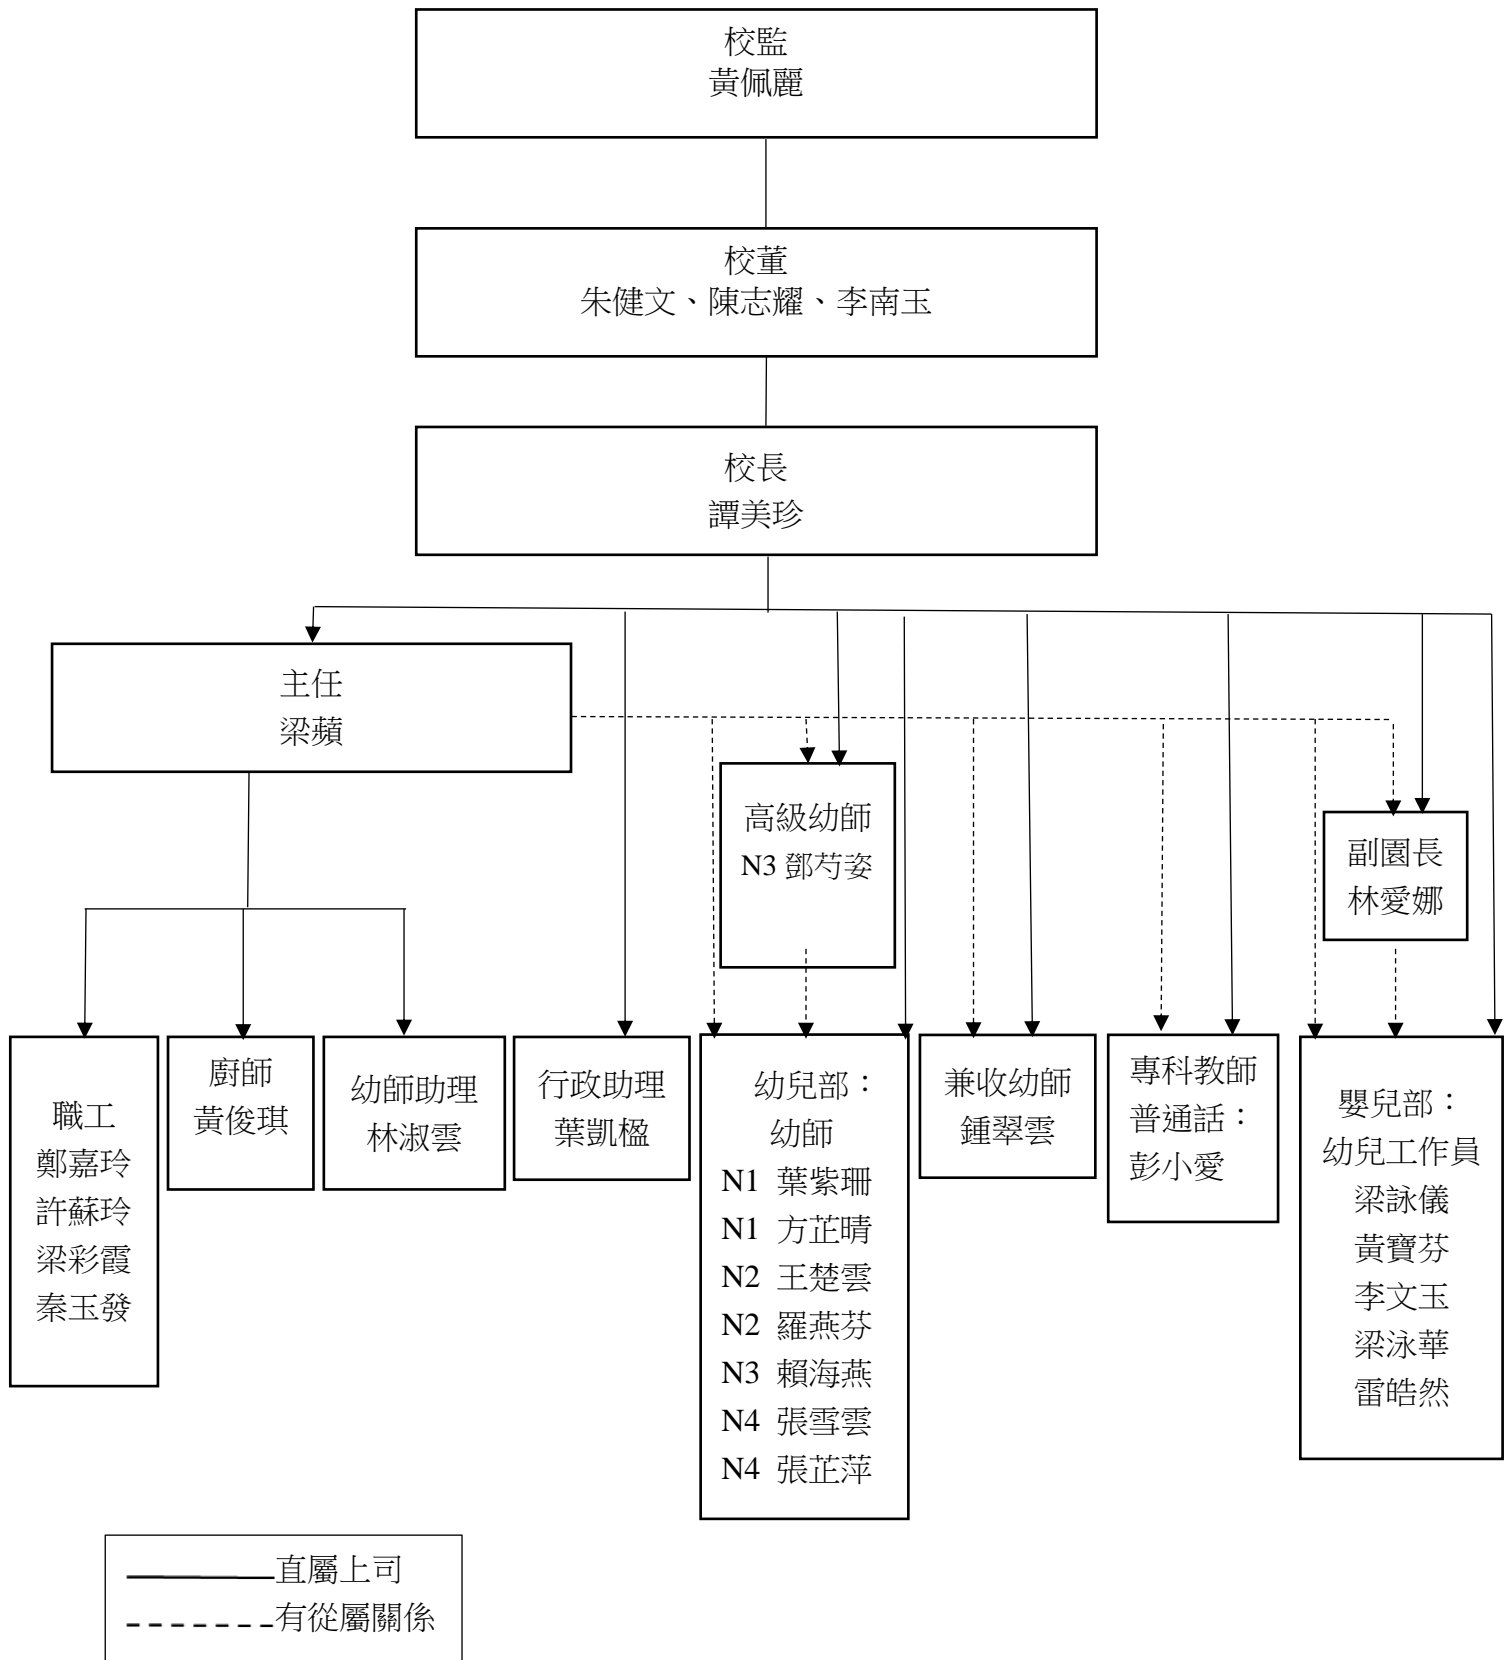 校監
黃佩麗
校董
朱健文、陳志耀、李南玉
校長
譚美珍
主任
梁蘋
高級幼師
N3 鄧芍姿
副園長
林愛娜
職工
鄭嘉玲
許蘇玲
梁彩霞
秦玉發
廚師
黃俊琪
幼師助理
林淑雲
行政助理
葉凱楹
幼兒部：
幼師
N1 葉紫珊
N1 方芷晴
N2 王楚雲
N2 羅燕芬
N3 賴海燕
N4 張雪雲
N4 張芷萍
兼收幼師
鍾翠雲
專科教師
普通話：
彭小愛
嬰兒部：
幼兒工作員
梁詠儀
黃寶芬
李文玉
梁泳華
雷皓然
直屬上司
有從屬關係